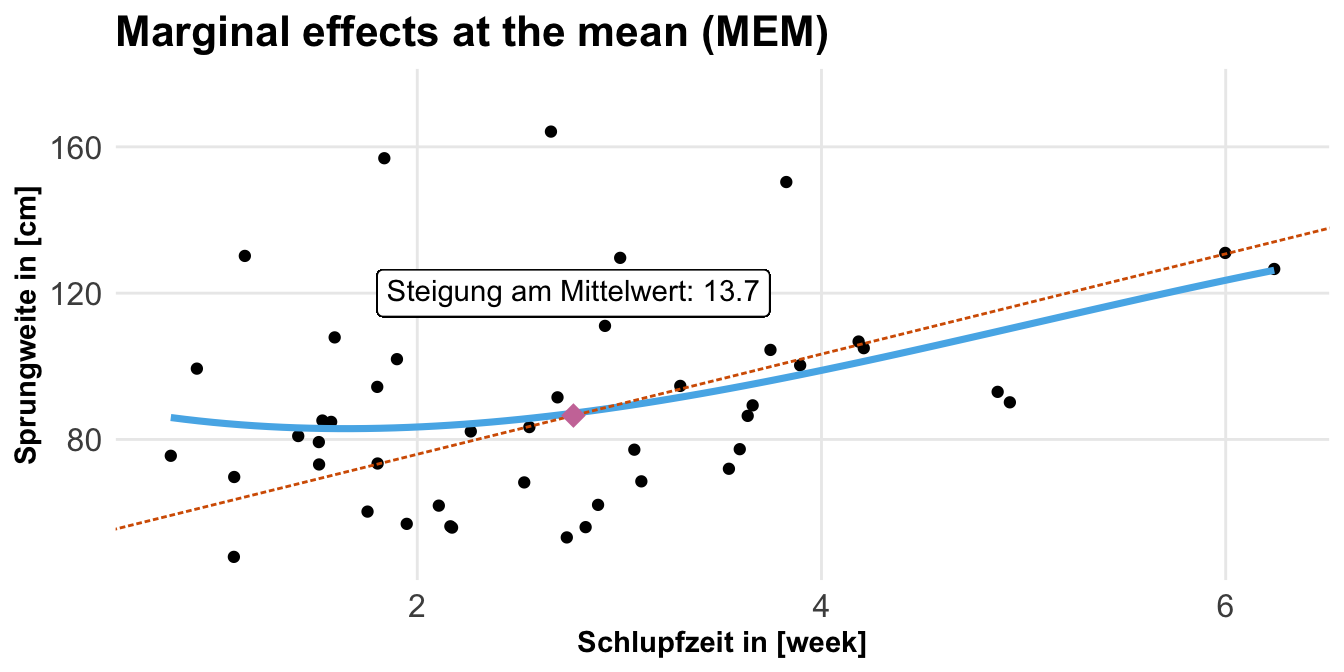 Marginal effects at the mean (MEM)
Sprungweite in [cm]
160
120
80
Steigung am Mittelwert: 13.7
2
4
6
Schlupfzeit in [week]